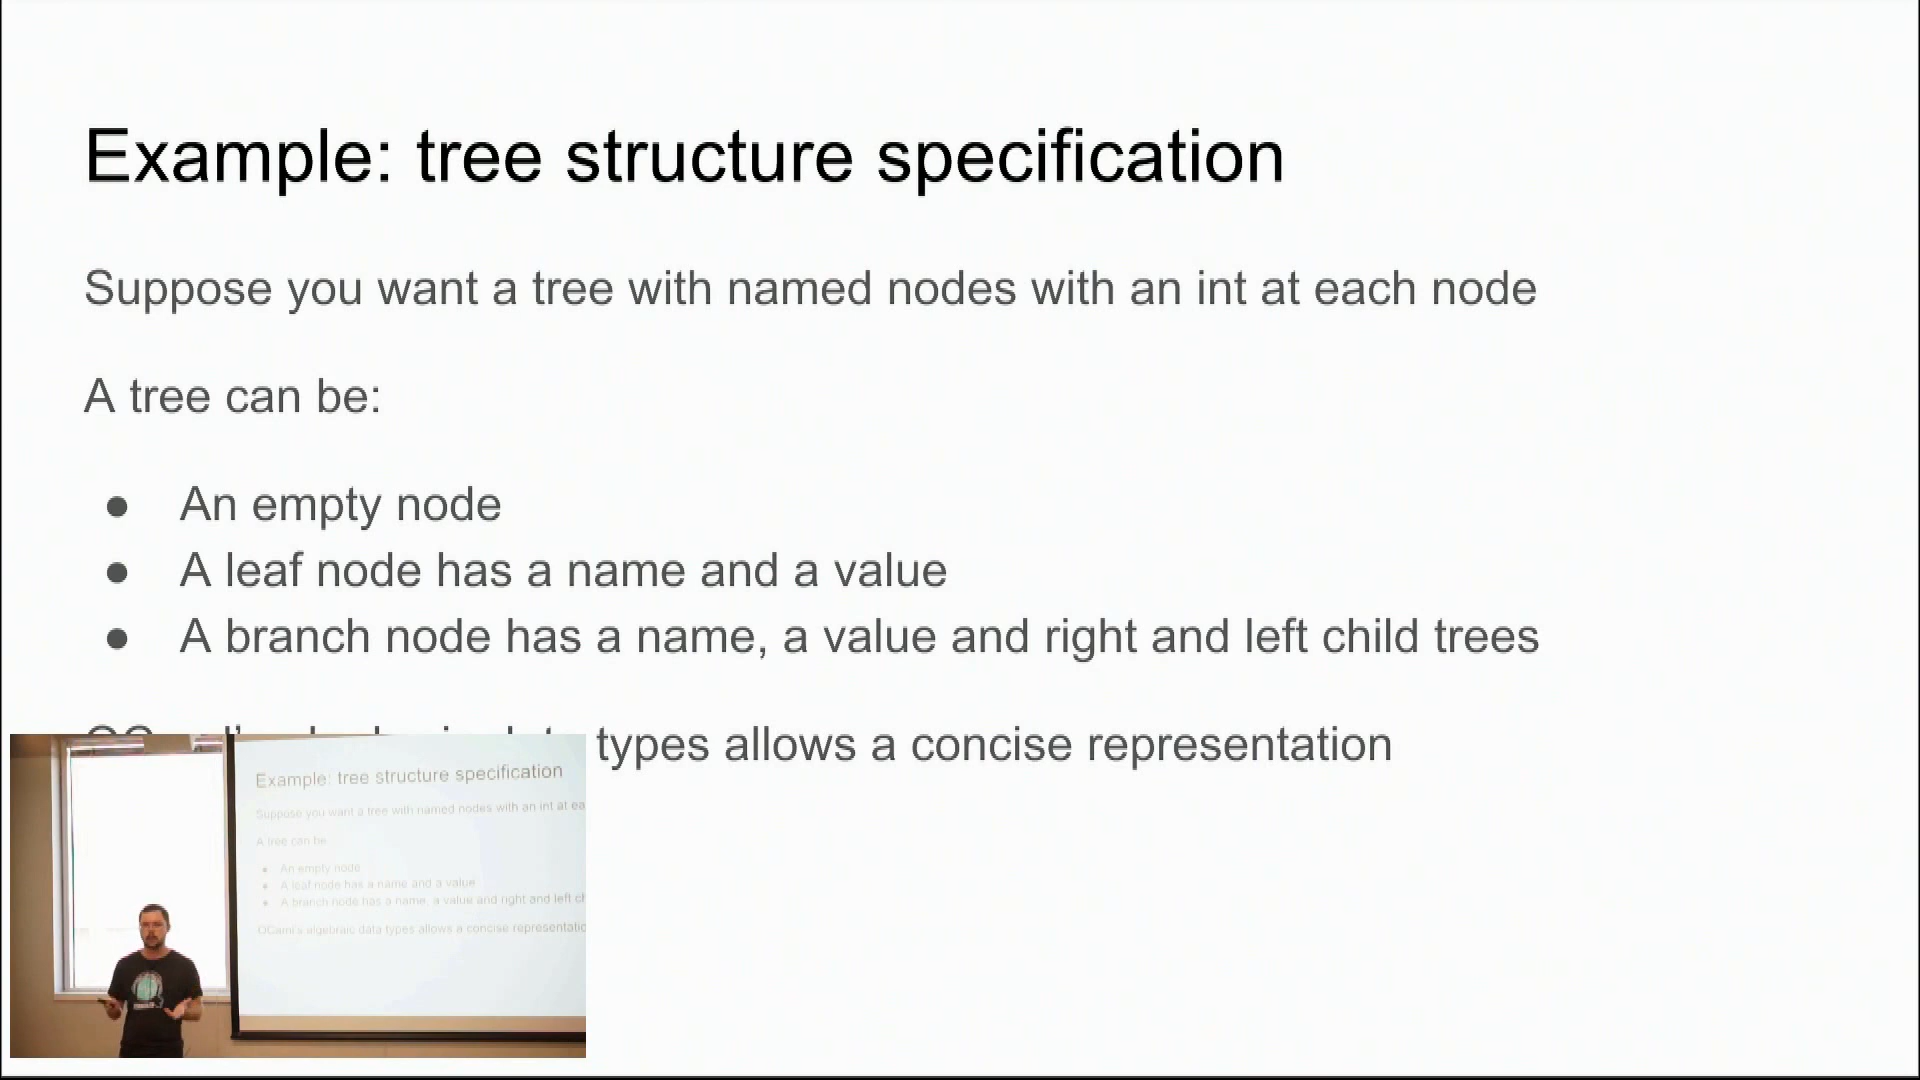 Example: tree structure specification
Suppose you want a tree with named nodes with an int at each node
A tree can be:
● An empty node
● A leaf node has a name and a value
● A branch node has a name, a value and right and left child trees
OCaml's algebraic data types allows a concise representation
Example: tree structure specification
Suppose you want a tree with named nodes with an int at ea
A tree can be
● An empty node
● A leaf node has a name and a value
● A branch node has a name, a value and right and left ch
OCaml's algebraic data types allows a concise representatio